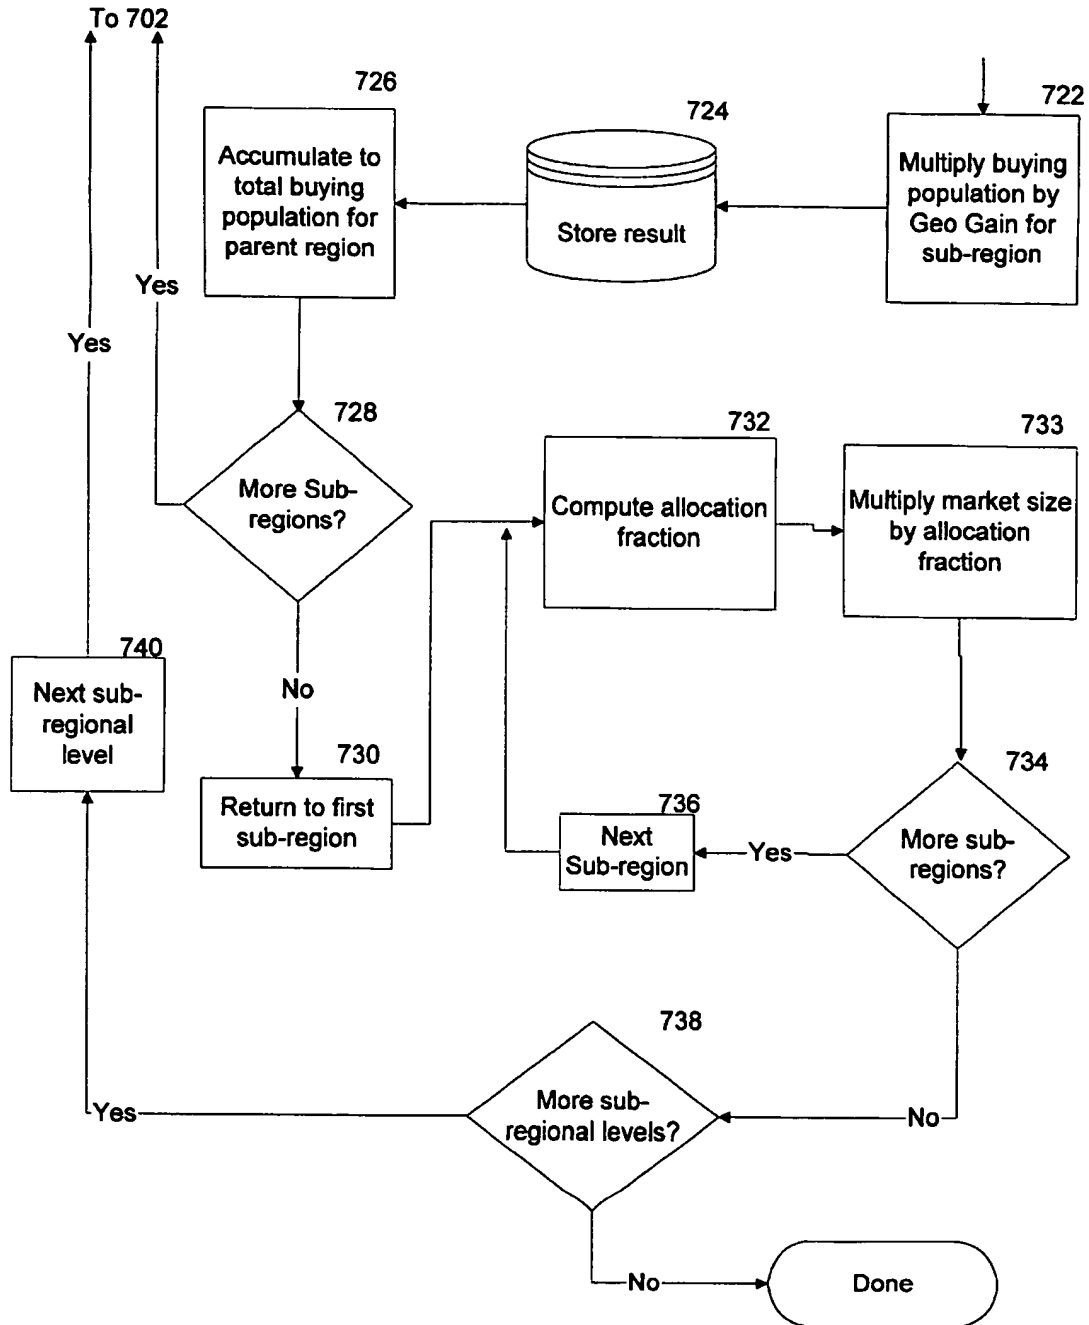 To 702
726
724
722
Accumulate to
total buying
population for
parent region
Store result
Multiply buying
population by
Geo Gain for
sub-region
Yes
Yes
728
More Sub-
regions?
732
Compute allocation
fraction
733
Multiply market size
by allocation
fraction
740
Next sub-
regional
level
No
730
Return to first
sub-region
736
Next
Sub-region
Yes
734
More sub-
regions?
738
More sub-
regional levels?
Yes
No
No
Done